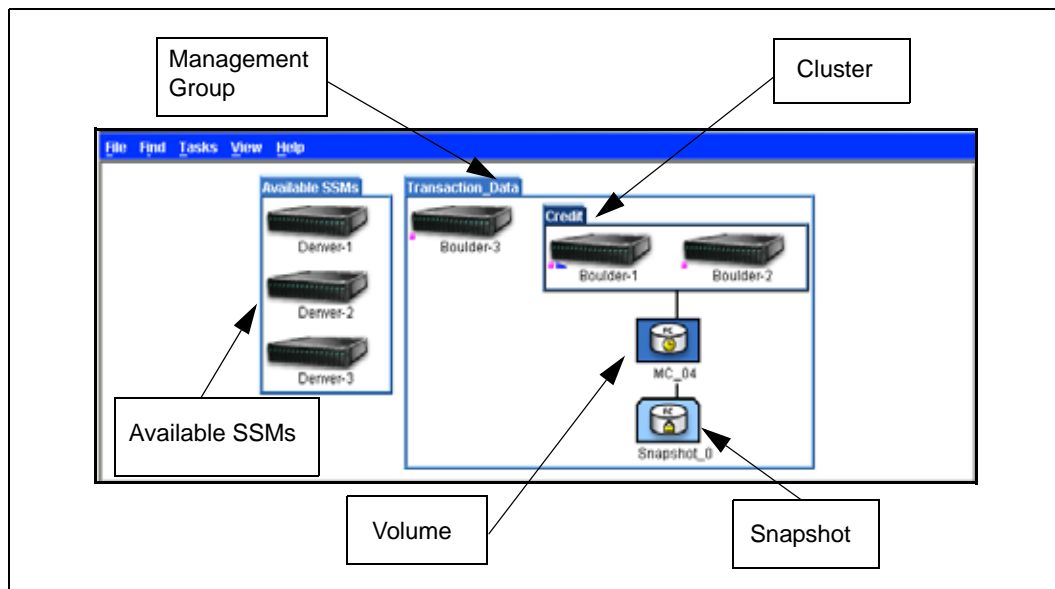 Management
Group
Cluster
File Find Tasks View Help
Available SSMs
Transaction_Data
Credit
Denver-1
Boulder-3
Boulder-1
Boulder-2
Denver-2
Denver-3
MC_04
Snapshot_0
Available SSMs
Volume
Snapshot